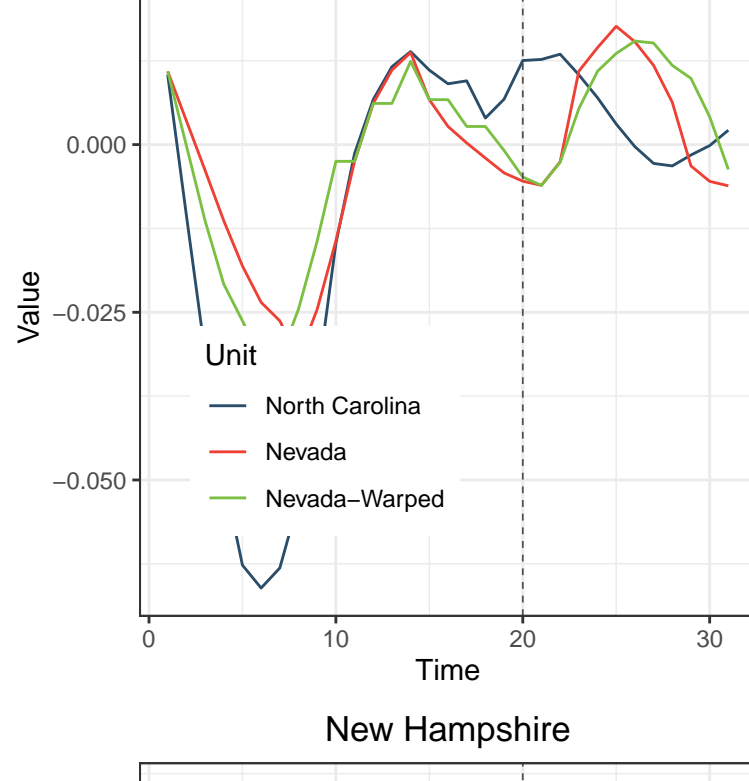 0.000
−0.025
−0.050
Value
Unit
North Carolina
Nevada
Nevada−Warped
0 10 20 30
Time
New Hampshire